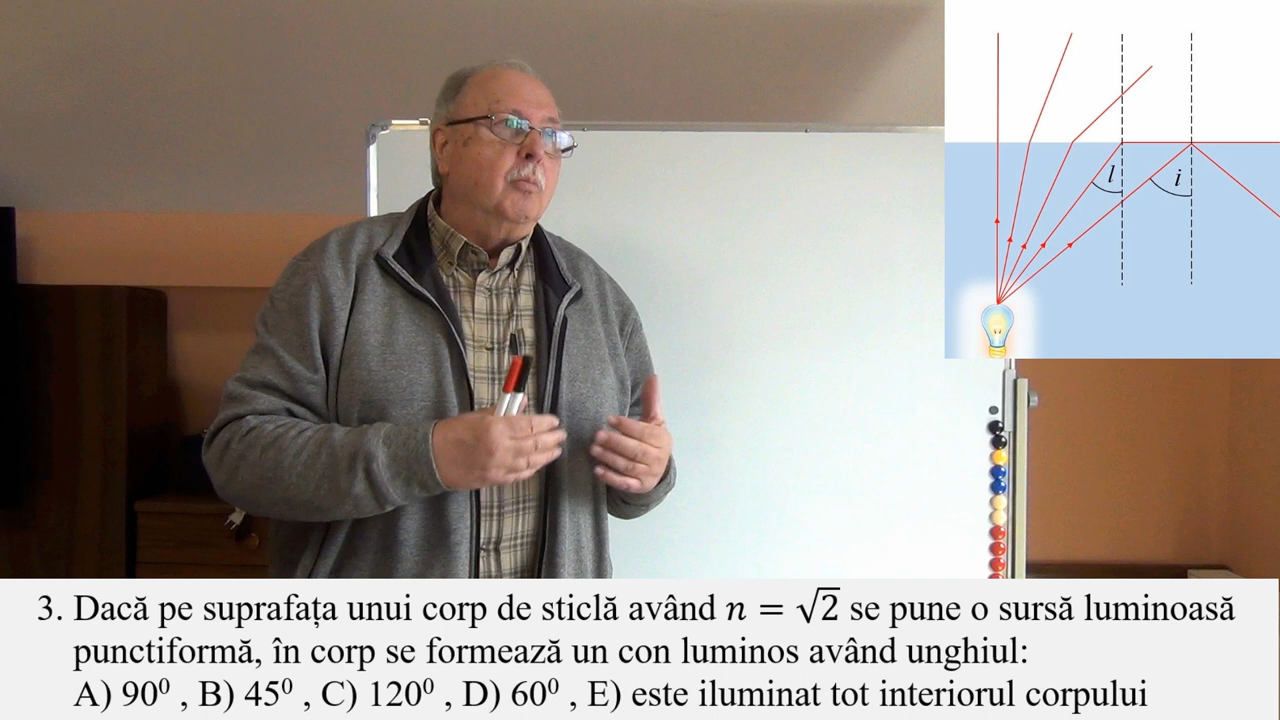 l
i
3. Dacă pe suprafața unui corp de sticlă având n = √2 se pune o sursă luminoasă
punctiformă, în corp se formează un con luminos având unghiul:
A) 90⁰ , B) 45⁰ , C) 120⁰ , D) 60⁰ , E) este iluminat tot interiorul corpului